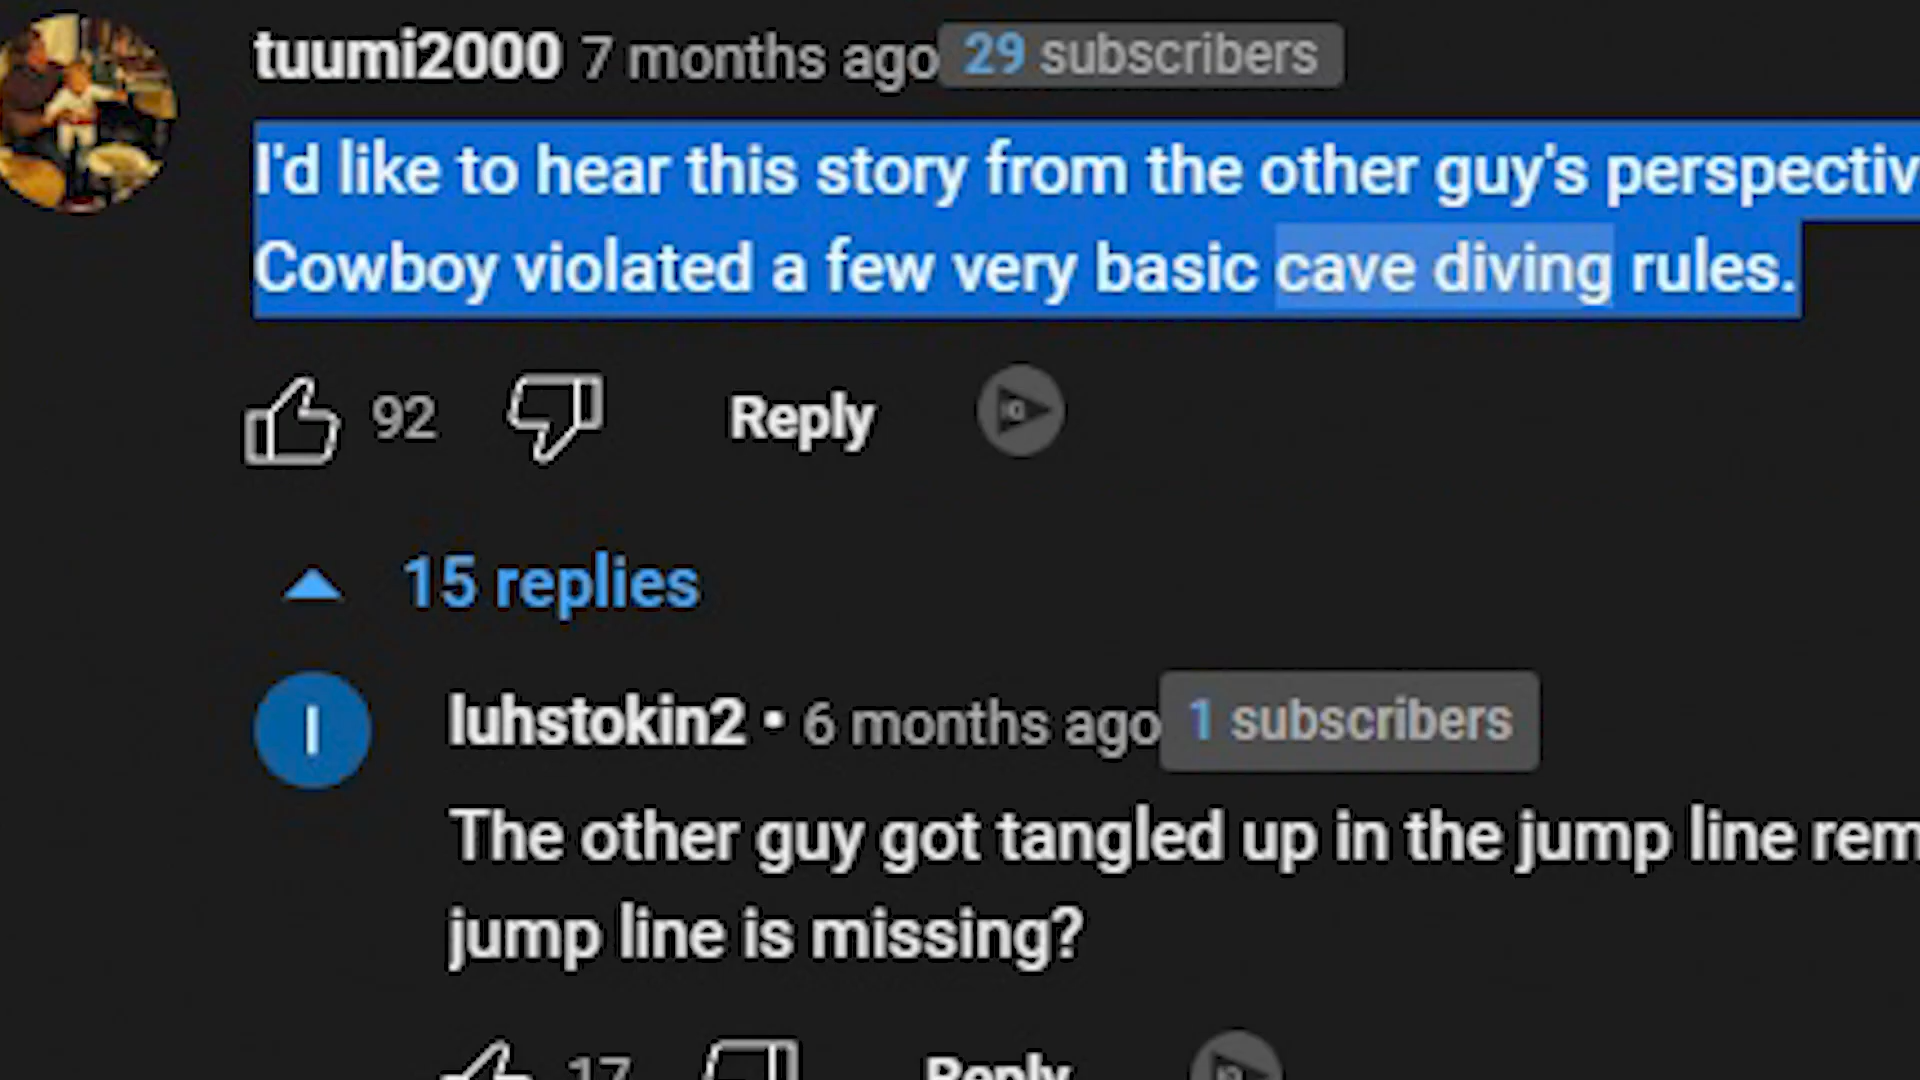 tuumi2000 7 months ago 29 subscribers
I'd like to hear this story from the other guy's perspectiv
Cowboy violated a few very basic cave diving rules.
92 Reply
15 replies
I
luhstokin2 • 6 months ago 1 subscribers
The other guy got tangled up in the jump line rem
jump line is missing?
17 Reply